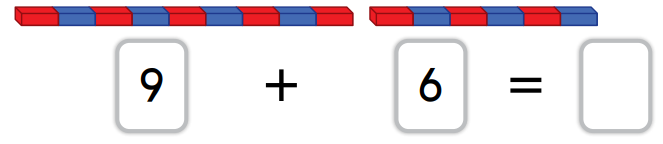 9 + 6 =